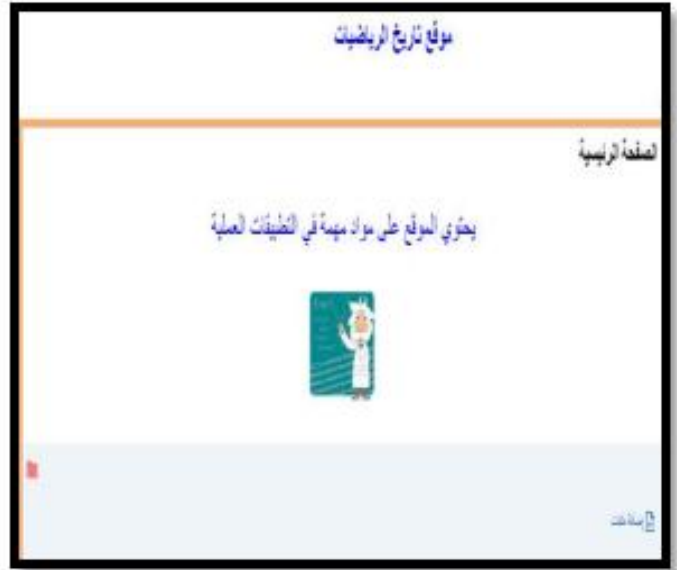 موقع تاريخ الرياضيات
الصفحة الرئيسية
يحتوي الموقع على مواد مهمة في التطبيقات العملية